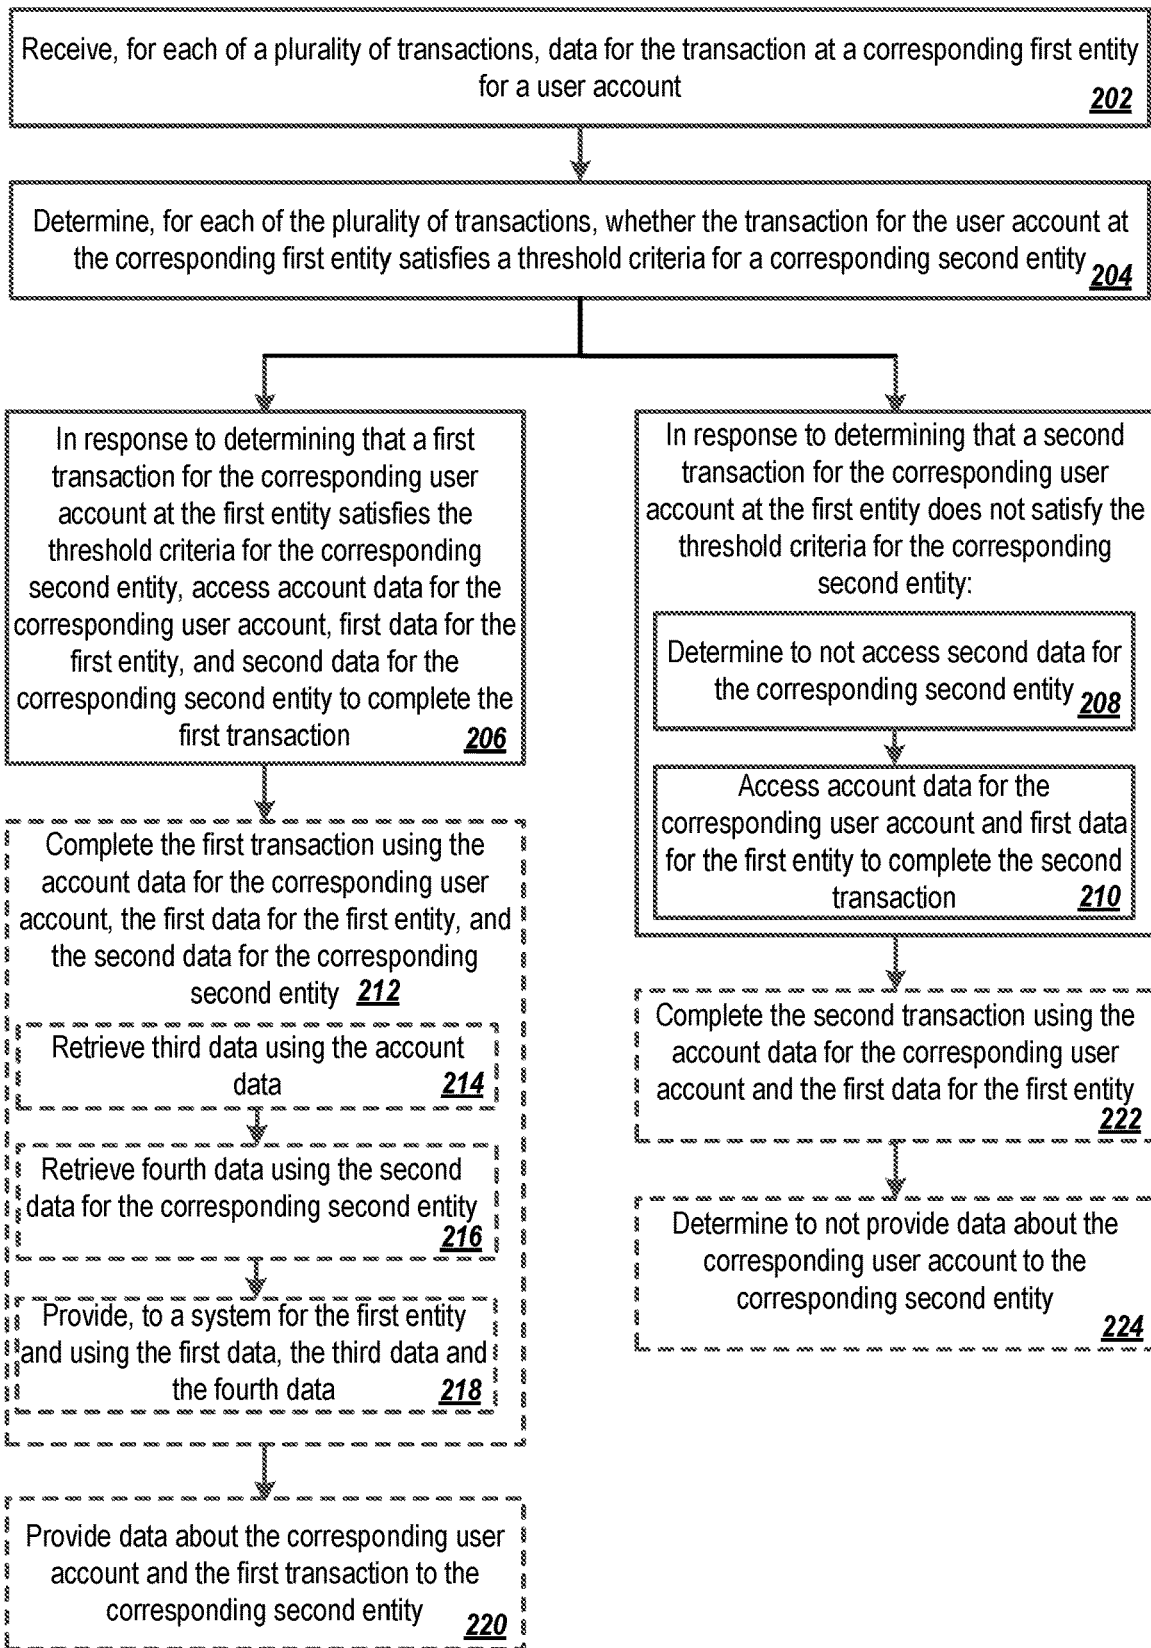 Receive, for each of a plurality of transactions, data for the transaction at a corresponding first entity
for a user account
202
Determine, for each of the plurality of transactions, whether the transaction for the user account at
the corresponding first entity satisfies a threshold criteria for a corresponding second entity
204
In response to determining that a first
transaction for the corresponding user
account at the first entity satisfies the
threshold criteria for the corresponding
second entity, access account data for the
corresponding user account, first data for the
first entity, and second data for the
corresponding second entity to complete the
first transaction 206
Complete the first transaction using the
account data for the corresponding user
account, the first data for the first entity, and
the second data for the corresponding
second entity 212
Retrieve third data using the account
data 214
Retrieve fourth data using the second
data for the corresponding second entity
216
Provide, to a system for the first entity
and using the first data, the third data and
the fourth data 218
Provide data about the corresponding user
account and the first transaction to the
corresponding second entity 220
In response to determining that a second
transaction for the corresponding user
account at the first entity does not satisfy the
threshold criteria for the corresponding
second entity:
Determine to not access second data for
the corresponding second entity 208
Access account data for the
corresponding user account and first data
for the first entity to complete the second
transaction 210
Complete the second transaction using the
account data for the corresponding user
account and the first data for the first entity
222
Determine to not provide data about the
corresponding user account to the
corresponding second entity
224